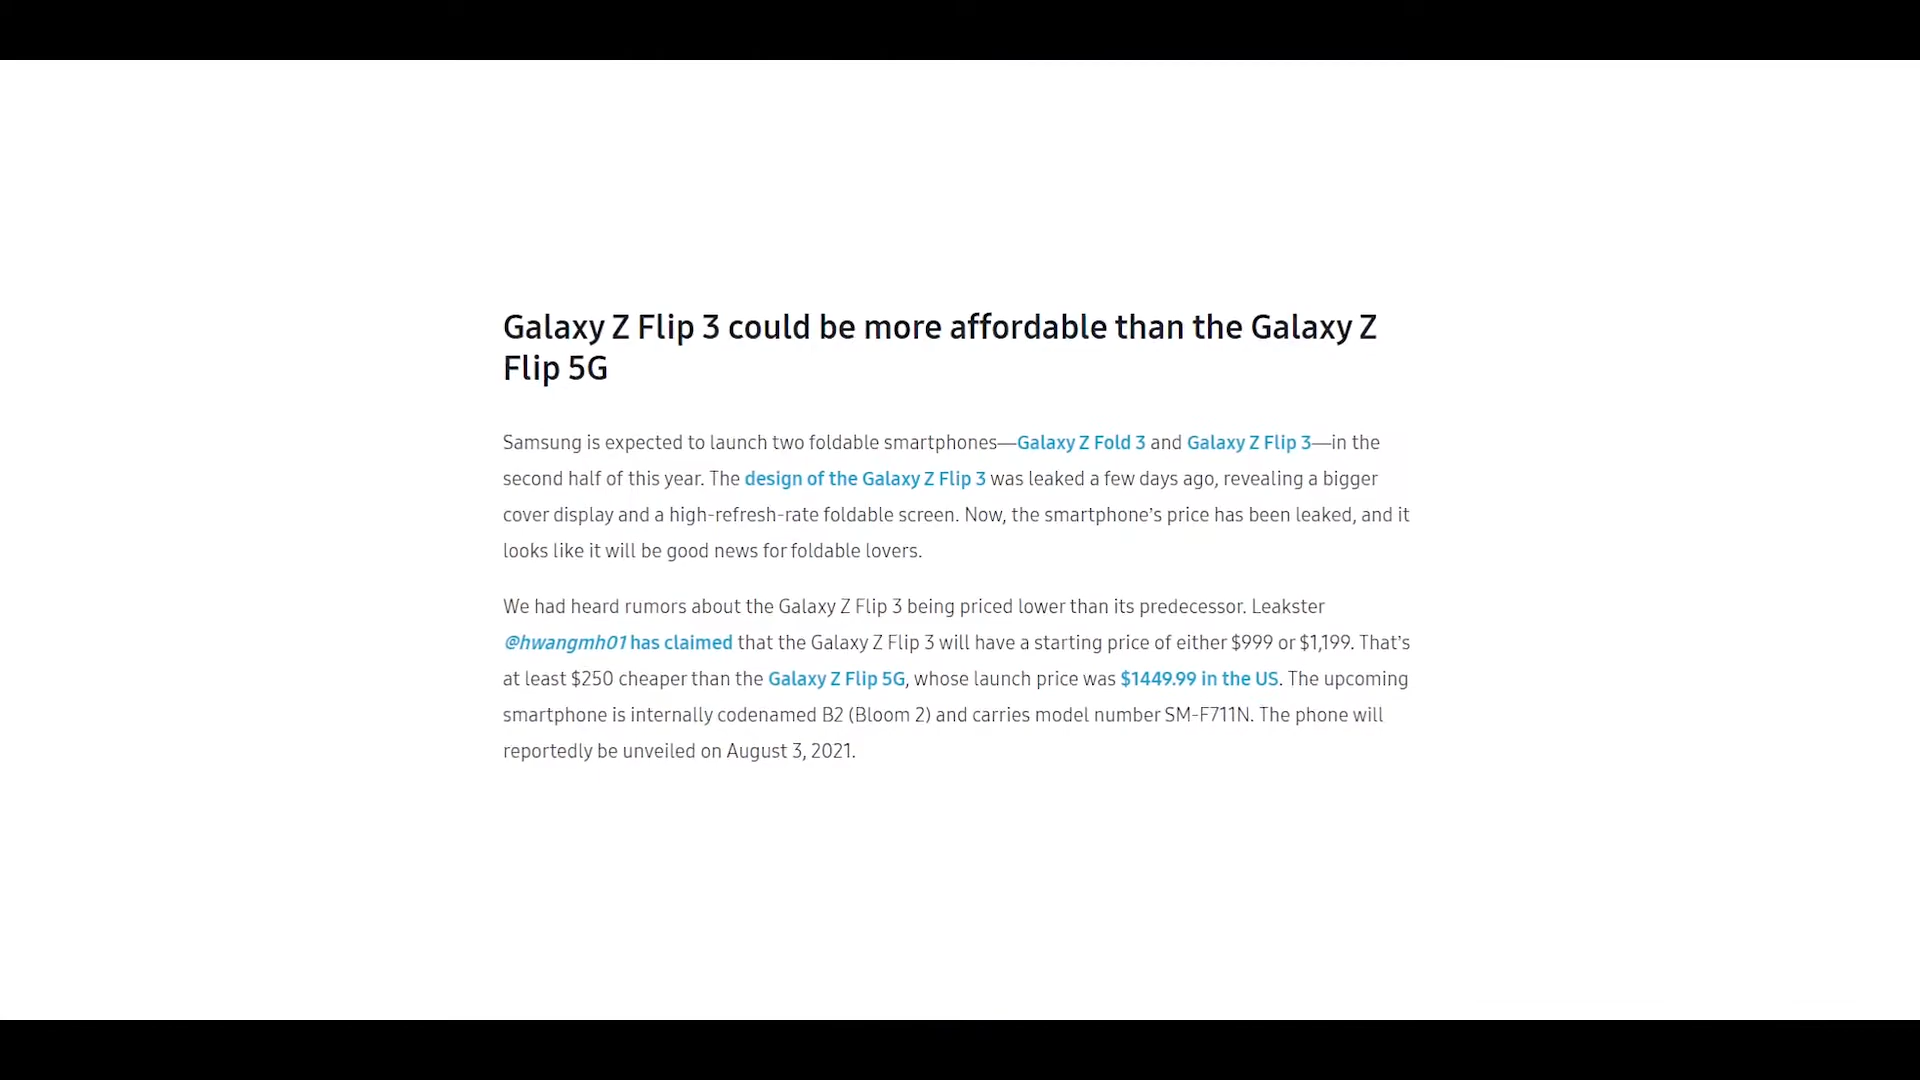 Galaxy Z Flip 3 could be more affordable than the Galaxy Z
Flip 5G
Samsung is expected to launch two foldable smartphones—Galaxy Z Fold 3 and Galaxy Z Flip 3—in the
second half of this year. The design of the Galaxy Z Flip 3 was leaked a few days ago, revealing a bigger
cover display and a high-refresh-rate foldable screen. Now, the smartphone's price has been leaked, and it
looks like it will be good news for foldable lovers.
We had heard rumors about the Galaxy Z Flip 3 being priced lower than its predecessor. Leakster
@hwangmh01 has claimed that the Galaxy Z Flip 3 will have a starting price of either $999 or $1,199. That's
at least $250 cheaper than the Galaxy Z Flip 5G, whose launch price was $1449.99 in the US. The upcoming
smartphone is internally codenamed B2 (Bloom 2) and carries model number SM-F711N. The phone will
reportedly be unveiled on August 3, 2021.